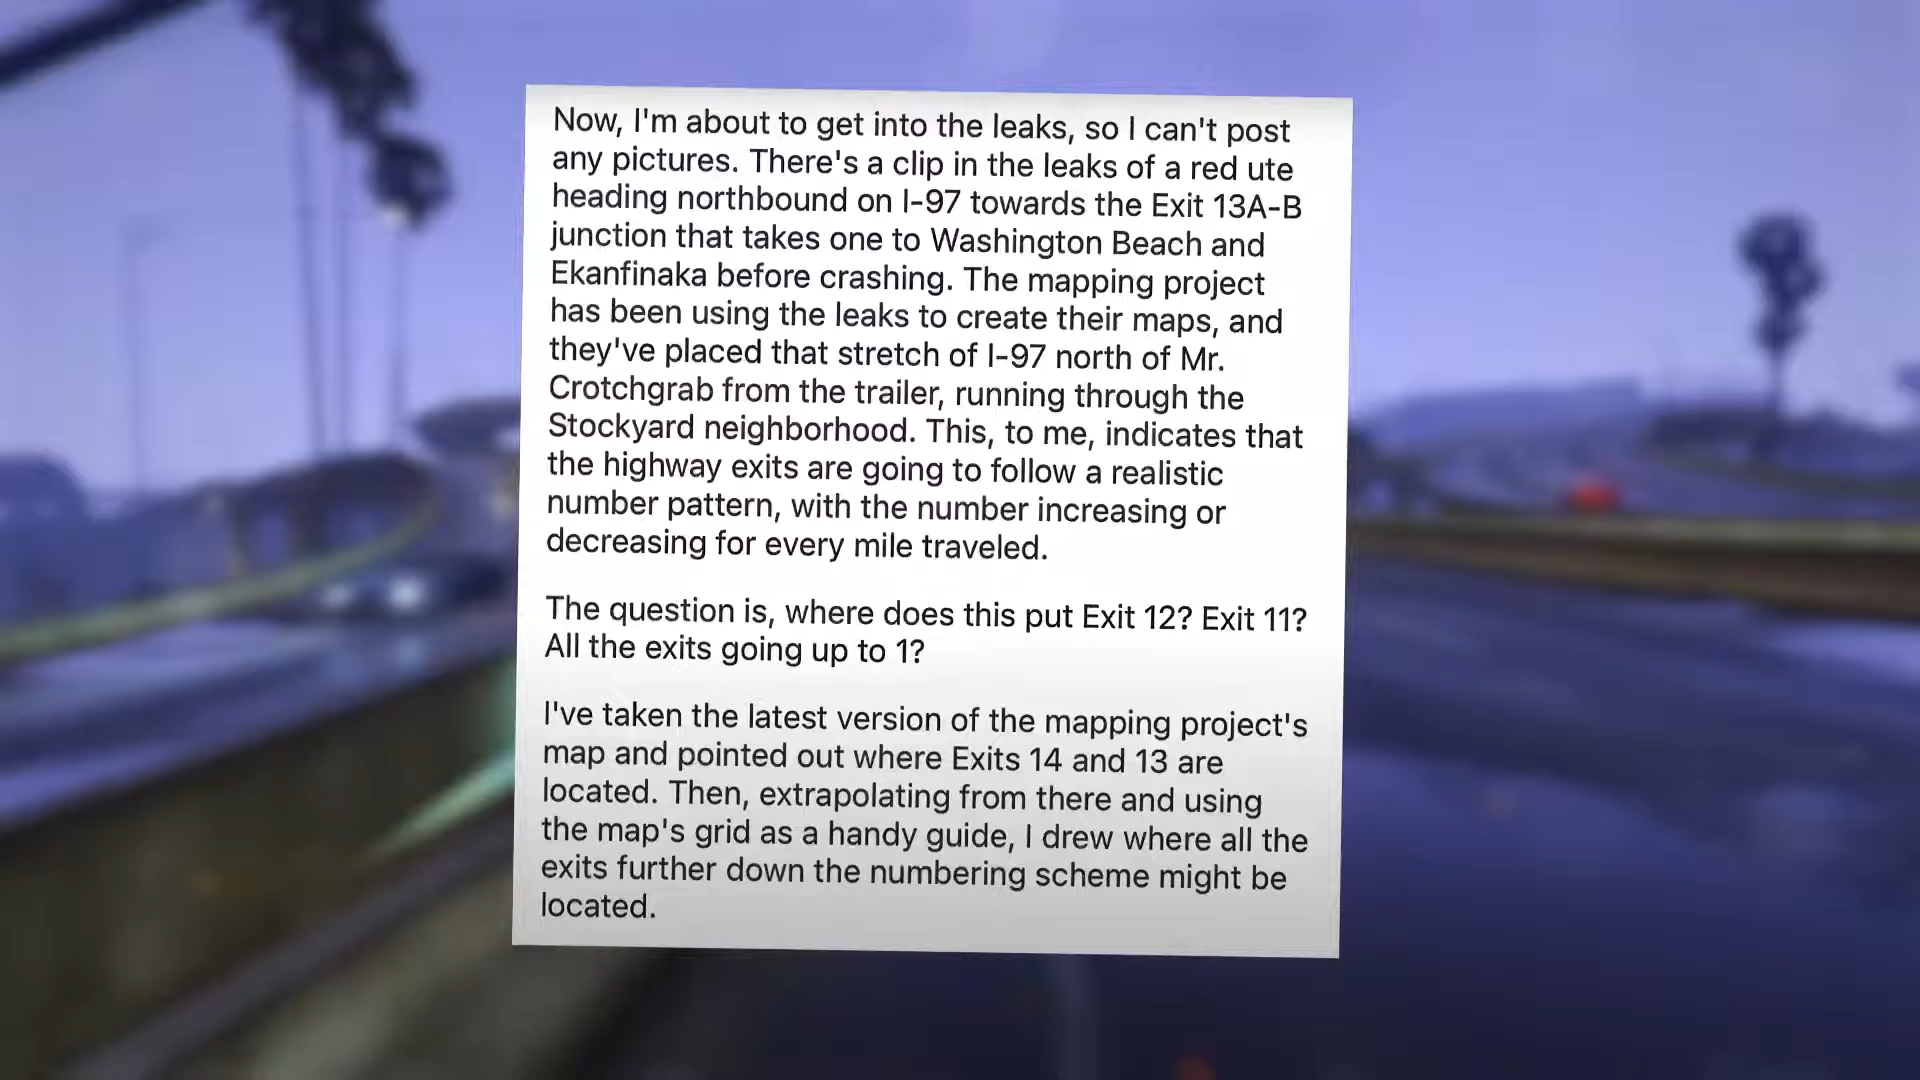 Now, I'm about to get into the leaks, so I can't post
any pictures. There's a clip in the leaks of a red ute
heading northbound on I-97 towards the Exit 13A-B
junction that takes one to Washington Beach and
Ekanfinaka before crashing. The mapping project
has been using the leaks to create their maps, and
they've placed that stretch of I-97 north of Mr.
Crotchgrab from the trailer, running through the
Stockyard neighborhood. This, to me, indicates that
the highway exits are going to follow a realistic
number pattern, with the number increasing or
decreasing for every mile traveled.
The question is, where does this put Exit 12? Exit 11?
All the exits going up to 1?
I've taken the latest version of the mapping project's
map and pointed out where Exits 14 and 13 are
located. Then, extrapolating from there and using
the map's grid as a handy guide, I drew where all the
exits further down the numbering scheme might be
located.